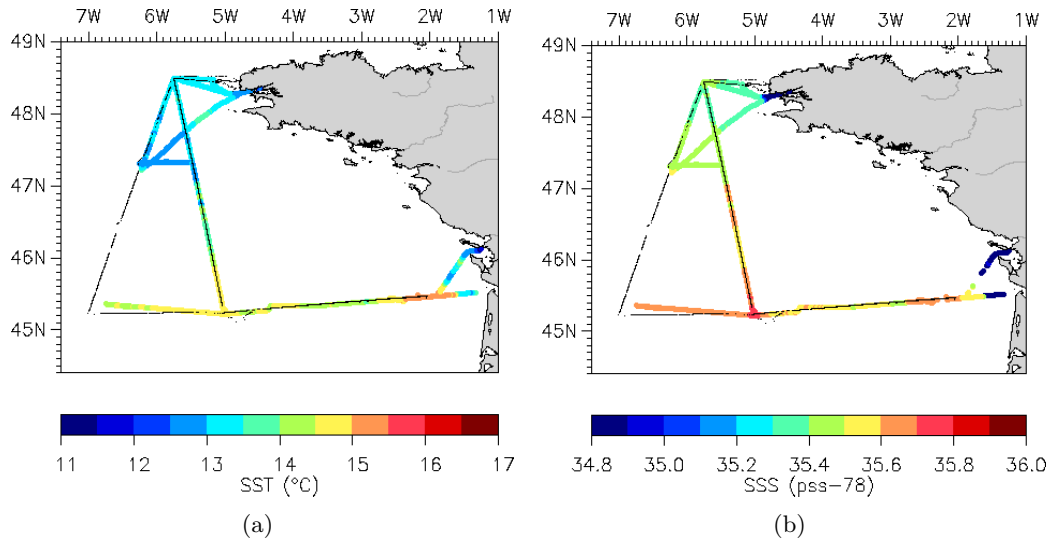 7W 6W 5W 4W 3W 2W 1W
49N
48N
47N
46N
45N
11 12 13 14 15 16 17
SST (°C)
(a)
7W 6W 5W 4W 3W 2W 1W
49N
48N
47N
46N
45N
34.8 35.0 35.2 35.4 35.6 35.8 36.0
SSS (pss-78)
(b)